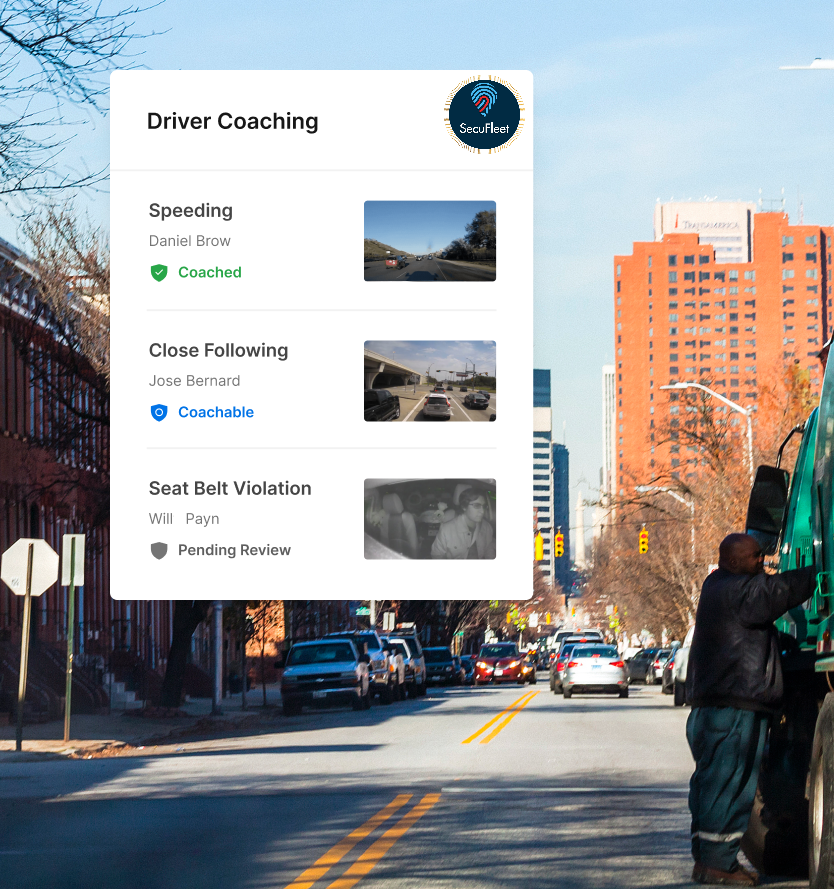 Driver Coaching
SecuFleet
Speeding
Daniel Brow
Coached
Close Following
Jose Bernard
Coachable
Seat Belt Violation
Will Payn
Pending Review
TRANSAMERICA